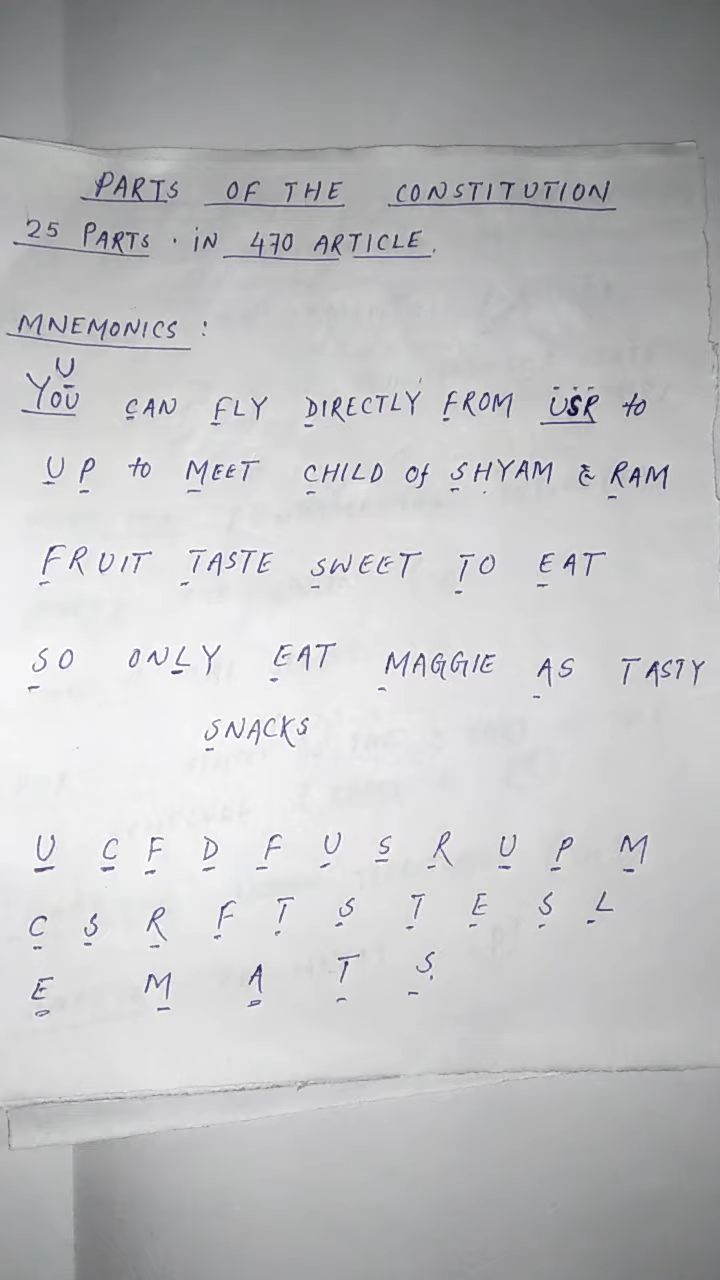 PARTS OF THE CONSTITUTION
25 PARTS . IN 470 ARTICLE.
MNEMONICS :
U
YOU CAN FLY DIRECTLY FROM USR to
UP to MEET CHILD of SHYAM & RAM
FRUIT TASTE SWEET TO EAT
SO ONLY EAT MAGGIE AS TASTY
SNACKS
U C F D F U S R U P M
C S R F T S T E S L
E M A T S.